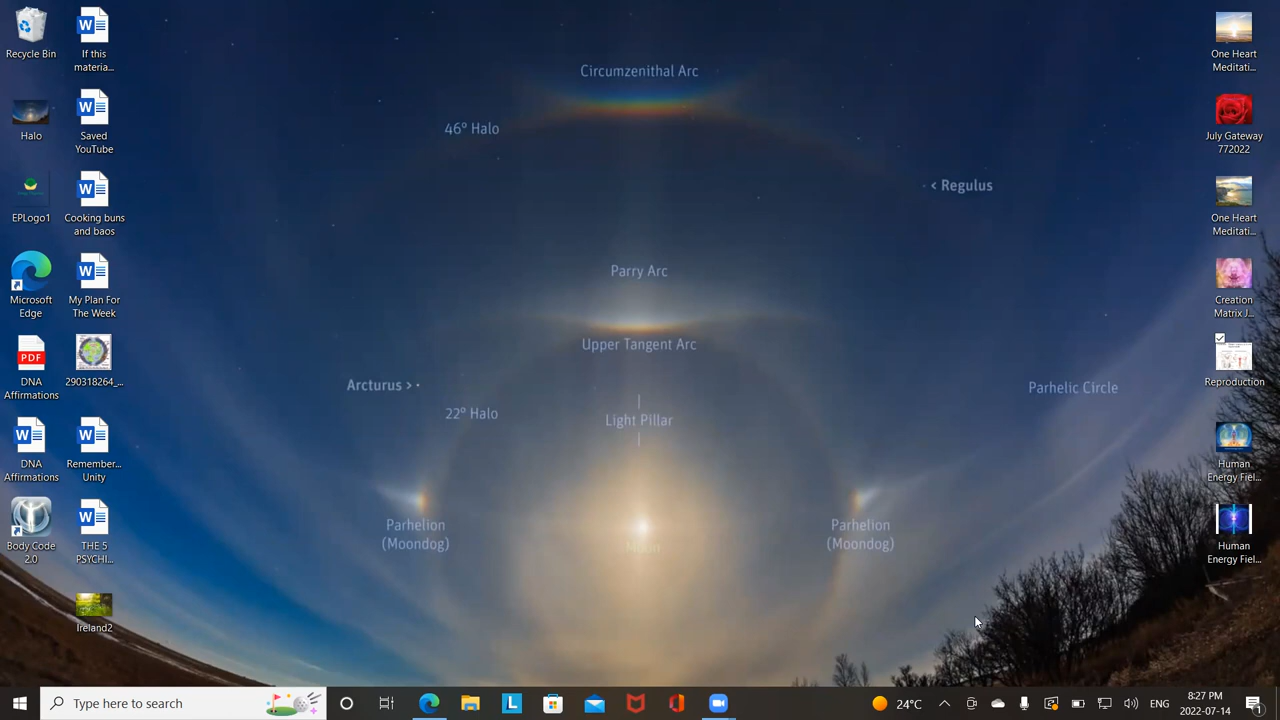 Recycle Bin
If this
materia...
Halo
Saved
YouTube
EPLogo1
Cooking buns
and baos
Microsoft
Edge
My Plan For
The Week
PDF
DNA
Affirmations
290318264_...
DNA
Affirmations
Remember...
Unity
Body Code
2.0
THE 5
PSYCHI...
Ireland2
Circumzenithal Arc
46° Halo
< Regulus
Parry Arc
Upper Tangent Arc
Arcturus >
22° Halo
Light Pillar
Parhelic Circle
Parhelion
(Moondog)
Moon
Parhelion
(Moondog)
One Heart
Meditati...
July Gateway
772022
One Heart
Meditati...
Creation
Matrix J...
Reproduction
Human
Energy Fiel...
Human
Energy Fiel...
Type here to search
24°C
ENG
8:27 PM
2022-07-14